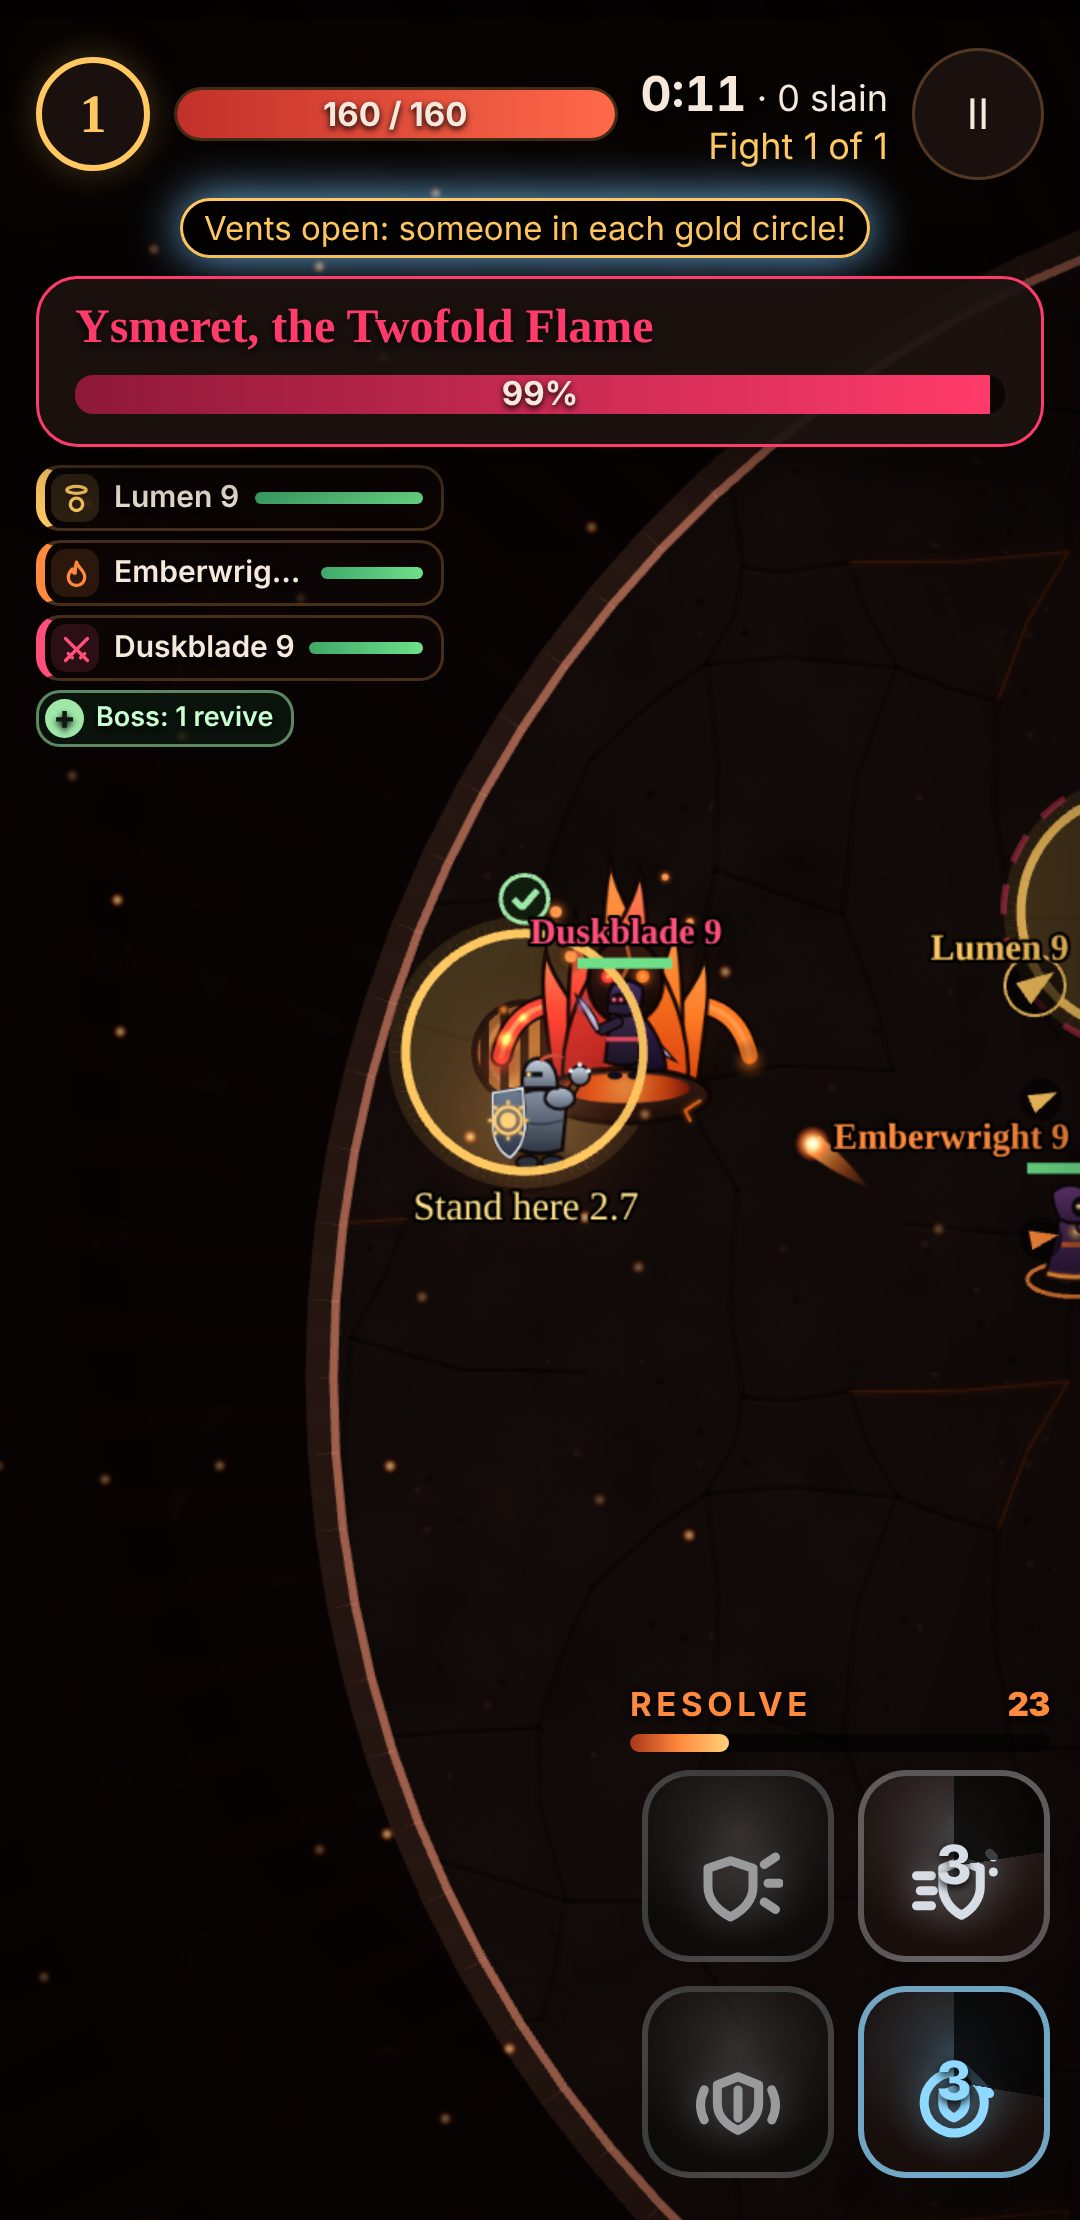 1
160 / 160
0:11 · 0 slain
Fight 1 of 1
Vents open: someone in each gold circle!
Ysmeret, the Twofold Flame
99%
Lumen 9
Emberwrig...
Duskblade 9
Boss: 1 revive
Duskblade 9
Lumen 9
Emberwright 9
Stand here 2.7
RESOLVE 23
3
3